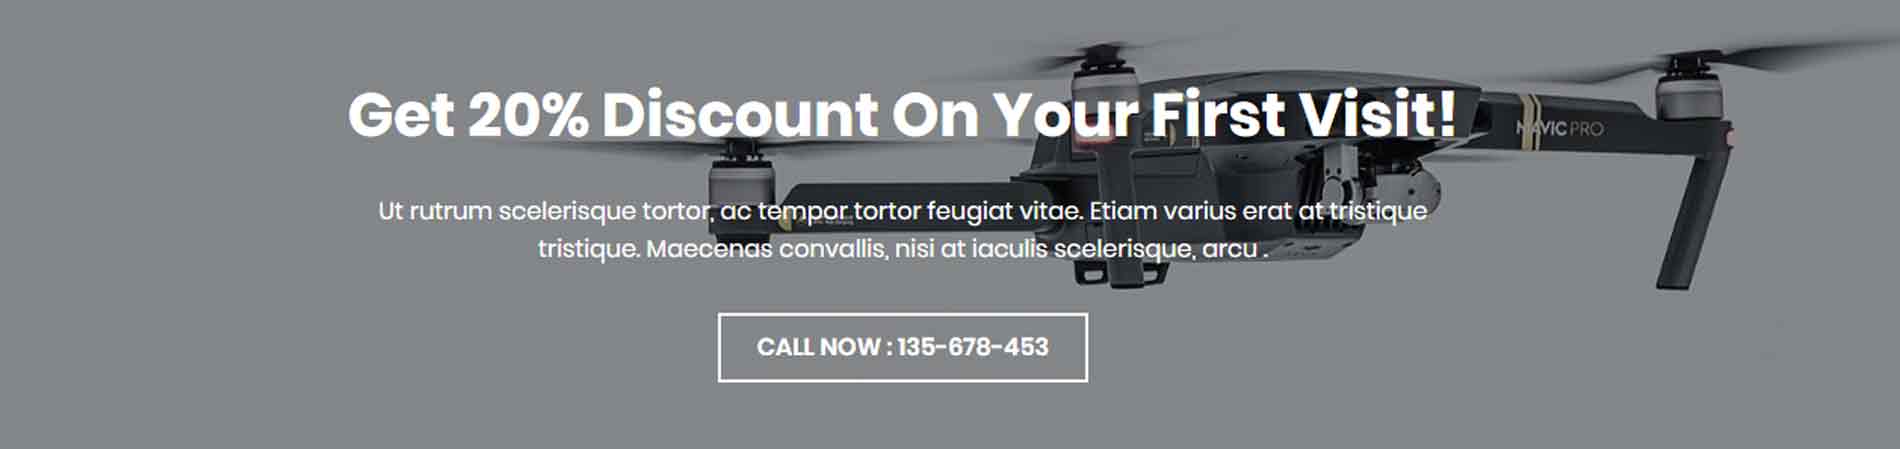 Get 20% Discount On Your First Visit!
MAVIC PRO
Ut rutrum scelerisque tortor, ac tempor tortor feugiat vitae. Etiam varius erat at tristique
tristique. Maecenas convallis, nisi at iaculis scelerisque, arcu .
CALL NOW : 135-678-453